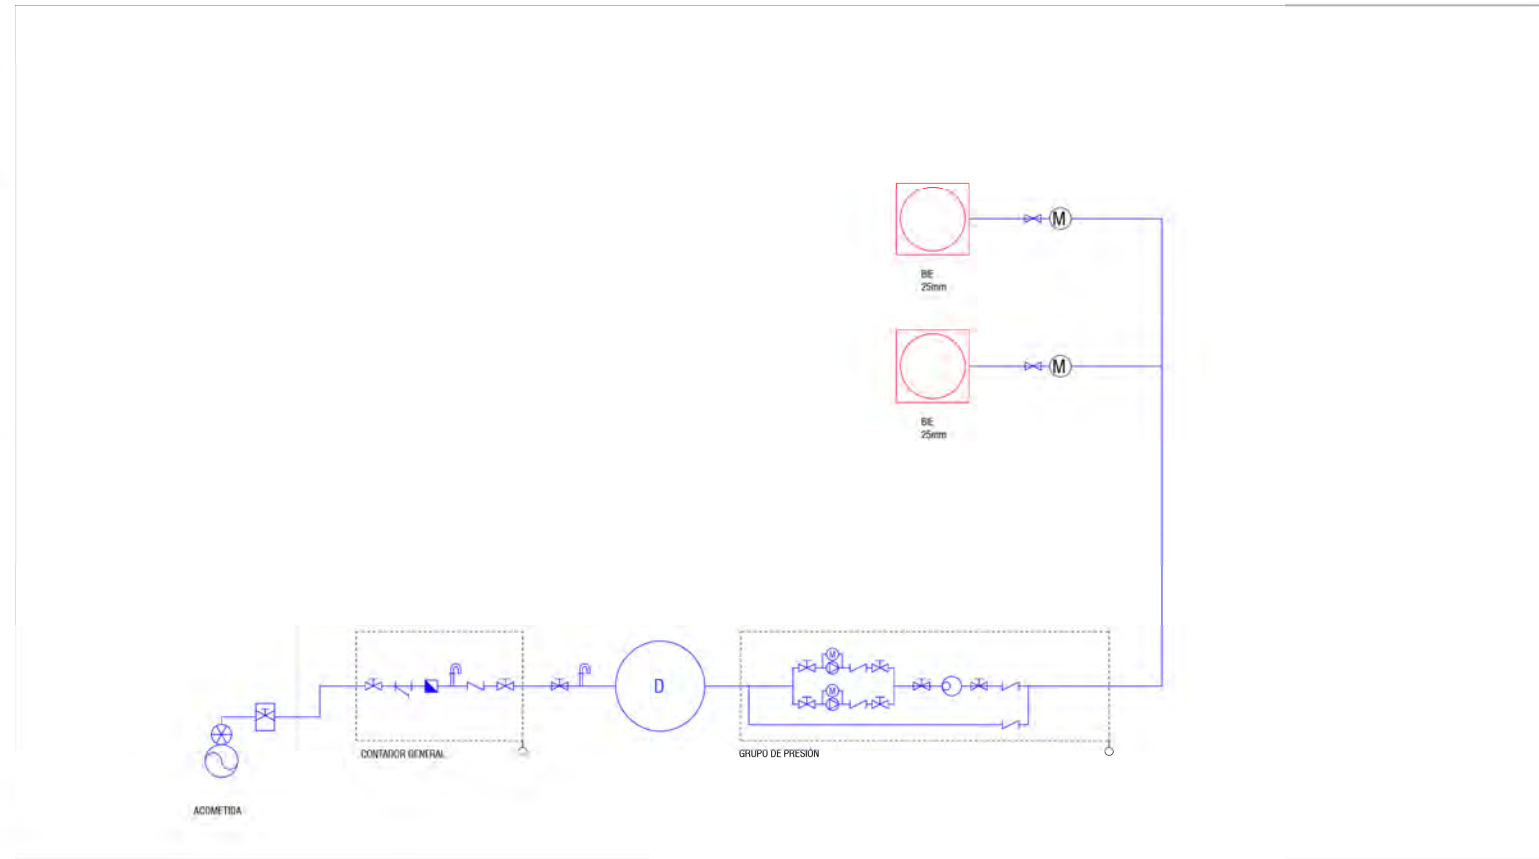 M
BIE
25mm
M
BIE
25mm
M
D
M
CONTADOR GENERAL
GRUPO DE PRESIÓN
ACOMETIDA